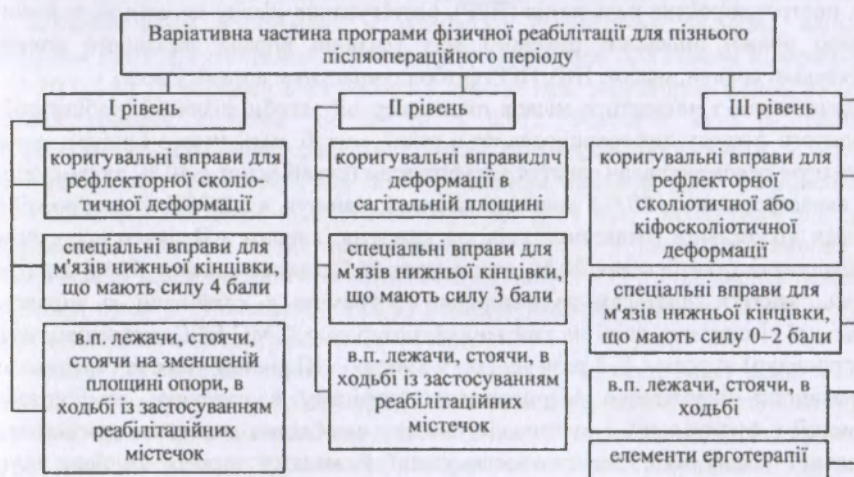 Варіативна частина програми фізичної реабілітації для пізнього
післяопераційного періоду
І рівень
коригувальні вправи для
рефлекторної сколіо-
тичної деформації
спеціальні вправи для
м'язів нижньої кінцівки,
що мають силу 4 бали
в.п. лежачи, стоячи,
стоячи на зменшеній
площині опори, в
ходьбі із застосуванням
реабілітаційних
містечок
ІІ рівень
коригувальні вправидлч
деформації в
сагітальній площині
спеціальні вправи для
м'язів нижньої кінцівки,
що мають силу 3 бали
в.п. лежачи, стоячи, в
ходьбі із застосуванням
реабілітаційних
містечок
ІІІ рівень
коригувальні вправи для
рефлекторної
сколіотичної або
кіфосколіотичної
деформації
спеціальні вправи для
м'язів нижньої кінцівки,
що мають силу 0–2 бали
в.п. лежачи, стоячи, в
ходьбі
елементи ерготерапії